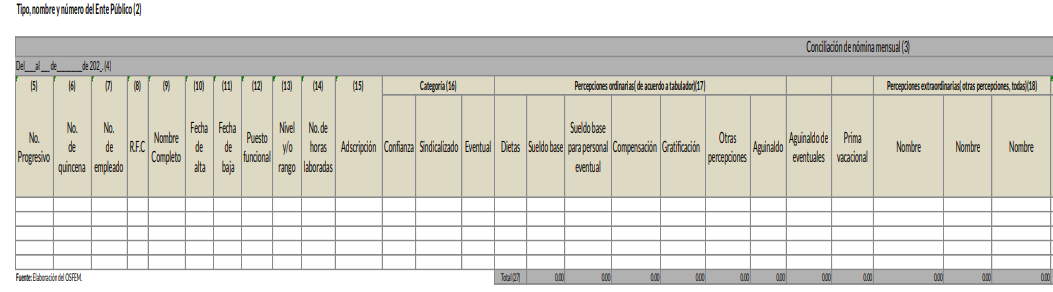 Tipo, nombre y número del Ente Público (2)
Conciliación de nómina mensual (3)
Del___al ___ de________ de 202_. (4)
(5) (6) (7) (8) (9) (10) (11) (12) (13) (14) (15) Categoría (16) Percepciones ordinarias( de acuerdo a tabulador)(17) Percepciones extraordinarias( otras percepciones, todas)(18)
No. Progresivo
No. de quincena
No. de empleado
R.F.C
Nombre Completo
Fecha de alta
Fecha de baja
Puesto funcional
Nivel y/o rango
No. de horas laboradas
Adscripción
Confianza
Sindicalizado
Eventual
Dietas
Sueldo base
Sueldo base para personal eventual
Compensación
Gratificación
Otras percepciones
Aguinaldo
Aguinaldo de eventuales
Prima vacacional
Nombre
Nombre
Nombre
Fuente: Elaboración del OSFEM.
Total (27) 0.00 0.00 0.00 0.00 0.00 0.00 0.00 0.00 0.00 0.00 0.00